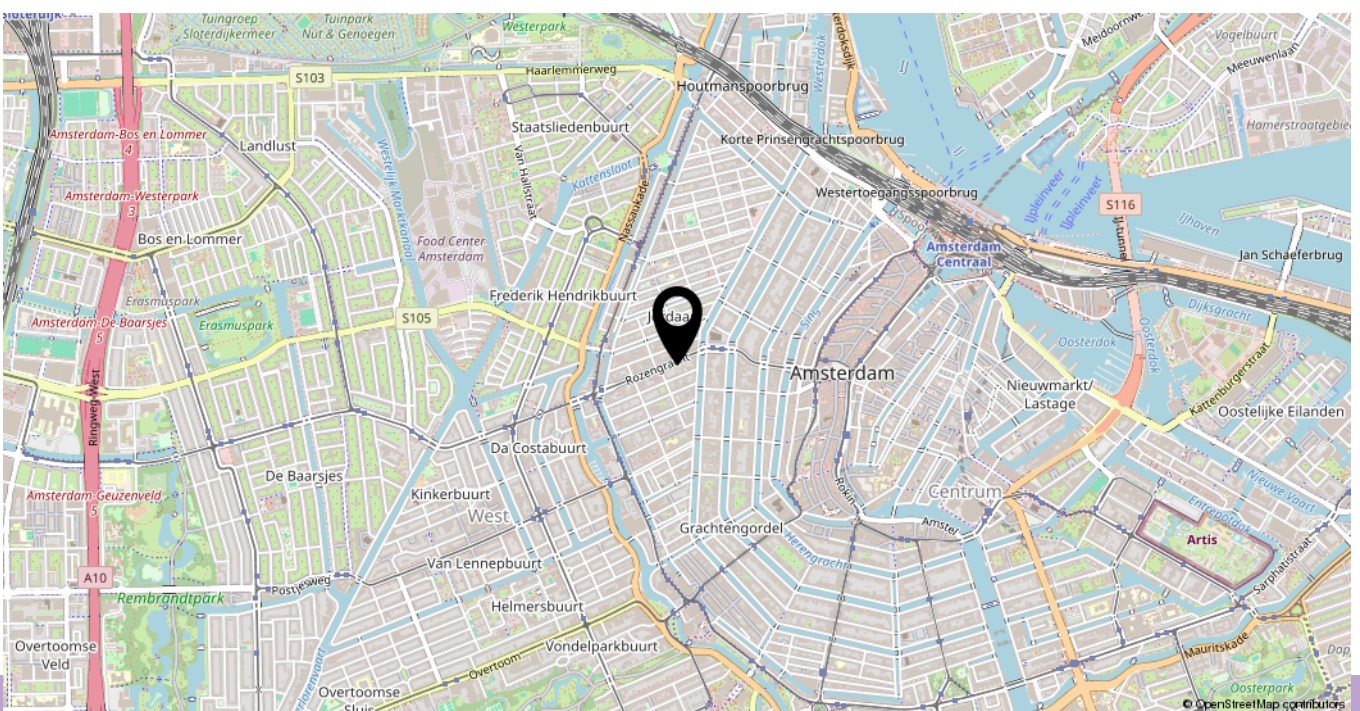 Sloterdijk
Tuingroep
Sloterdijkermeer
Tuinpark
Nut & Genoegen
Westerpark
Haarlemmerweg
S103
Houtmanspoorbrug
Westerdok
IJ
Meidoornweg
Vogelbuurt
Meeuwenlaan
Hamerstraatgebied
Amsterdam-Bos en Lommer
4
Landlust
Staatsliedenbuurt
Van Hallstraat
Kattensloot
Nassaukade
Westelijk Marktkanaal
Korte Prinsengrachtspoorbrug
IJ
Amsterdam-Westerpark
3
Westertoegangsspoorbrug
IJpleinveer
IJpleinveer
S116
IJ-tunnel
IJhaven
Bos en Lommer
Food Center
Amsterdam
Amsterdam
Centraal
Jan Schaeferbrug
Erasmuspark
Erasmuspark
Frederik Hendrikbuurt
Dijksgracht
Amsterdam-De Baarsjes
5
S105
Sing
Oosterdok
Oosterdok
Rozengracht
Amsterdam
Nieuwmarkt/
Lastage
Kattenburgerstraat
Oostelijke Eilanden
Ringweg-West
Da Costabuurt
De Baarsjes
Kinkerbuurt
West
Rokin
Centrum
Nieuwe Vaart
Entrepotdok
Amsterdam-Geuzenveld
5
Grachtengordel
Amstel
Herengracht
Artis
Sarphatistraat
A10
Postjesweg
Van Lennepbuurt
Rembrandtpark
Helmersbuurt
Overtoomse
Veld
Vondelparkbuurt
Overtoom
Mauritskade
Overtoomse
Sluis
Oosterpark
© OpenStreetMap contributors